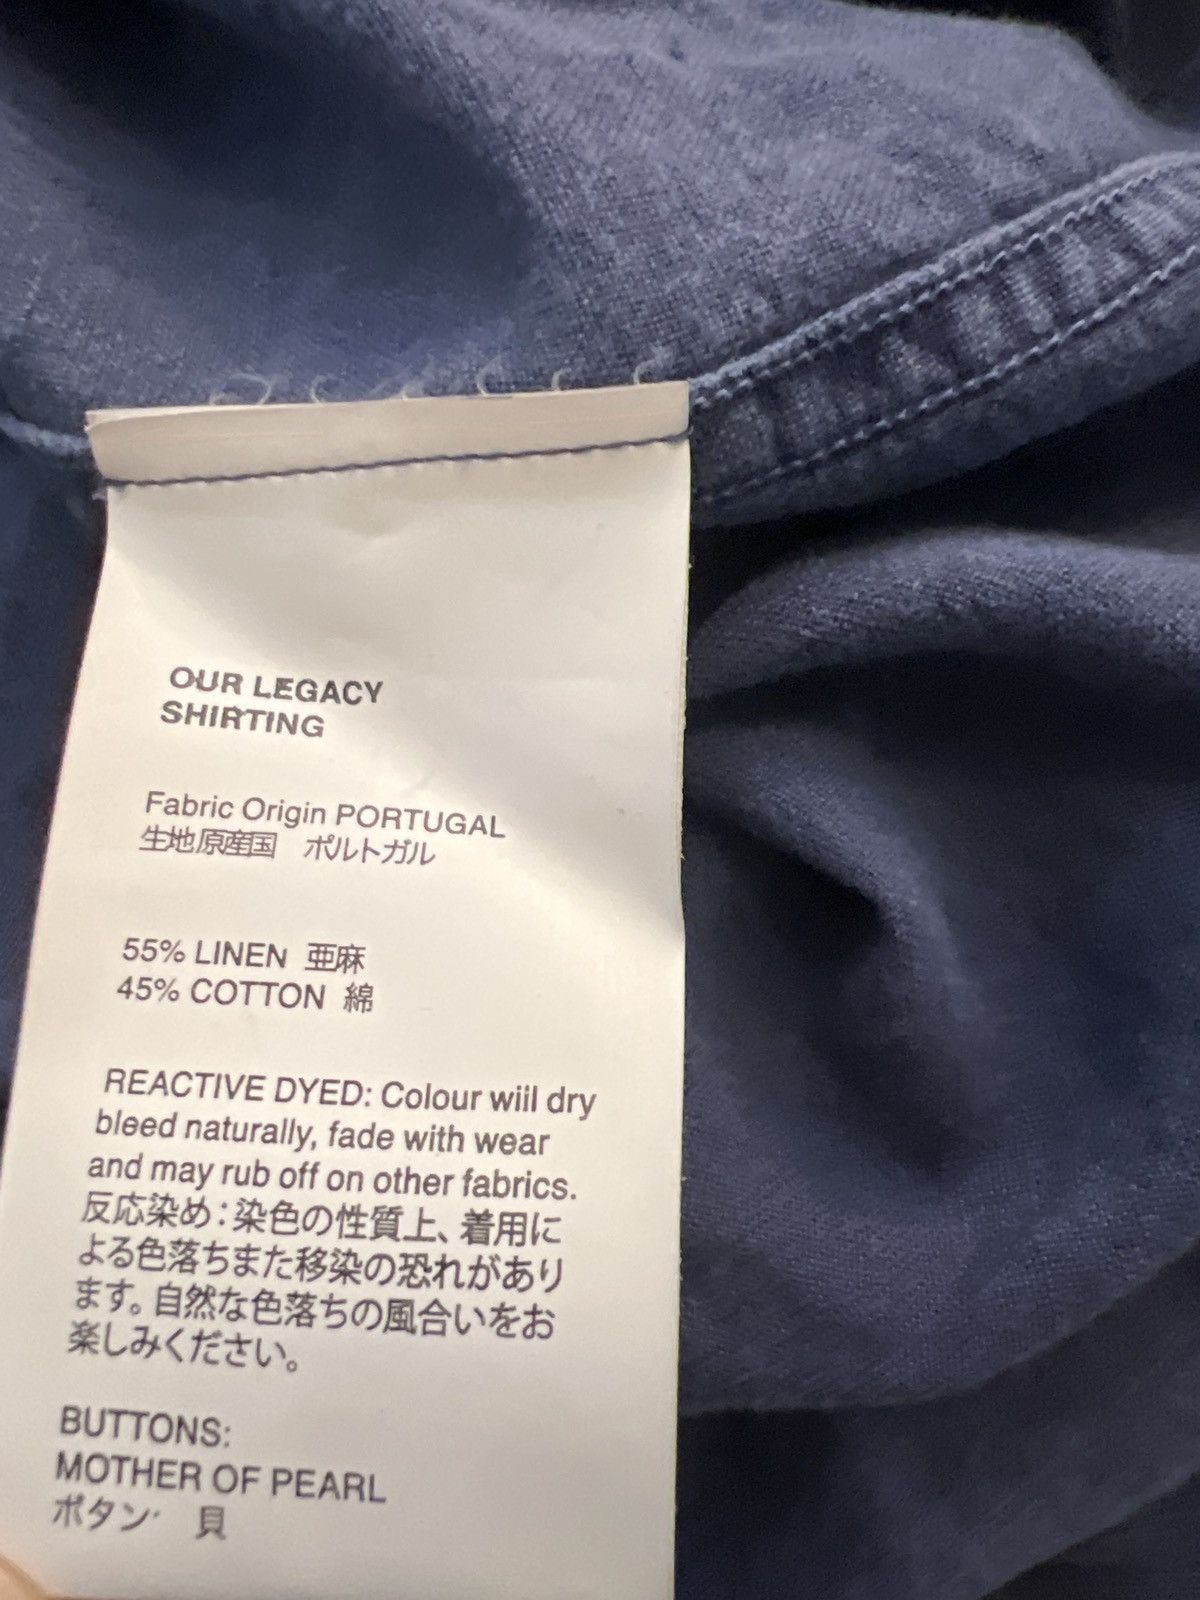 OUR LEGACY
SHIRTING
Fabric Origin PORTUGAL
生地原産国　ポルトガル
55% LINEN 亜麻
45% COTTON 綿
REACTIVE DYED: Colour wiil dry
bleed naturally, fade with wear
and may rub off on other fabrics.
反応染め：染色の性質上、着用に
よる色落ちまた移染の恐れがあり
ます。自然な色落ちの風合いをお
楽しみください。
BUTTONS:
MOTHER OF PEARL
ボタン･　貝